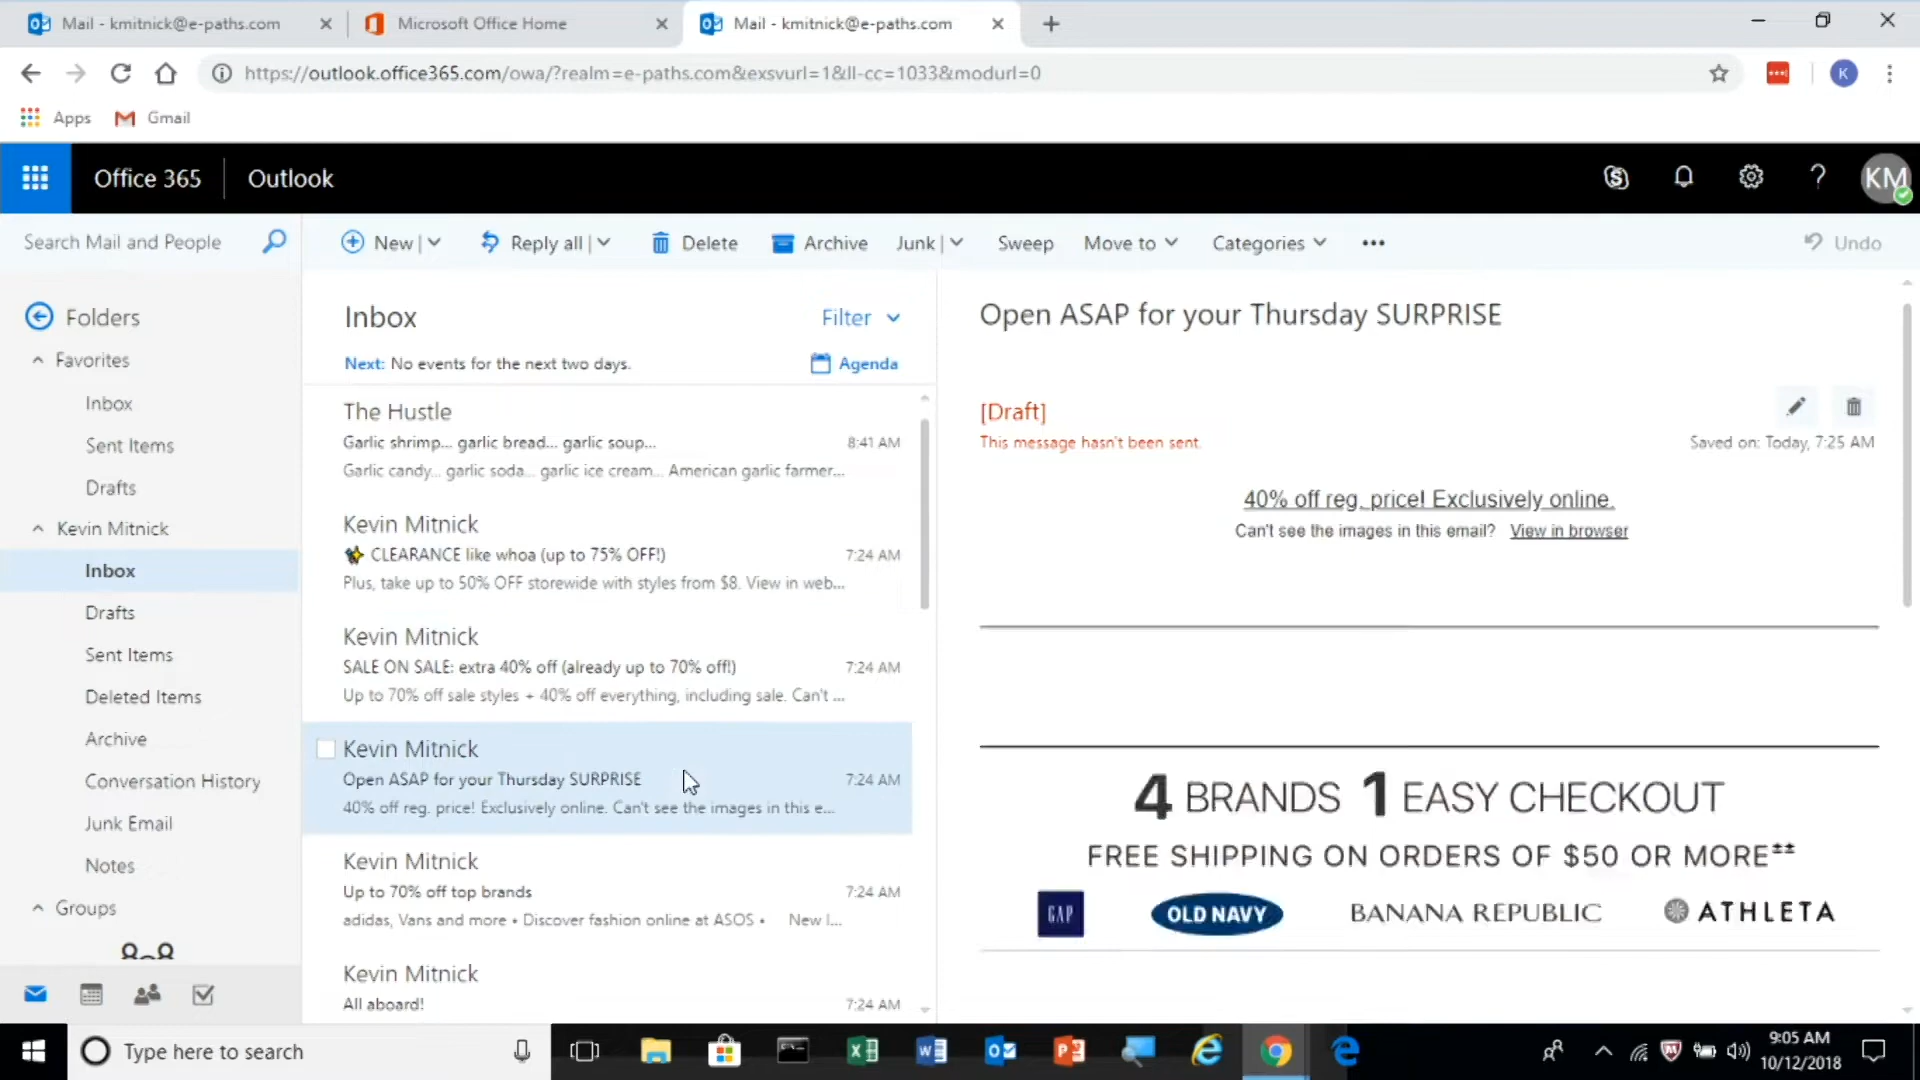 Mail - kmitnick@e-paths.com
Microsoft Office Home
Mail - kmitnick@e-paths.com
https://outlook.office365.com/owa/?realm=e-paths.com&exsvurl=1&ll-cc=1033&modurl=0
K
Apps
Gmail
Office 365
Outlook
KM
Search Mail and People
New
Reply all
Delete
Archive
Junk
Sweep
Move to
Categories
Undo
Folders
Favorites
Inbox
Sent Items
Drafts
Kevin Mitnick
Inbox
Drafts
Sent Items
Deleted Items
Archive
Conversation History
Junk Email
Notes
Groups
Inbox
Filter
Next: No events for the next two days.
Agenda
The Hustle
Garlic shrimp... garlic bread... garlic soup... 8:41 AM
Garlic candy... garlic soda... garlic ice cream... American garlic farmer...
Kevin Mitnick
CLEARANCE like whoa (up to 75% OFF!) 7:24 AM
Plus, take up to 50% OFF storewide with styles from $8. View in web...
Kevin Mitnick
SALE ON SALE: extra 40% off (already up to 70% off!) 7:24 AM
Up to 70% off sale styles + 40% off everything, including sale. Can't ...
Kevin Mitnick
Open ASAP for your Thursday SURPRISE 7:24 AM
40% off reg. price! Exclusively online. Can't see the images in this e...
Kevin Mitnick
Up to 70% off top brands 7:24 AM
adidas, Vans and more • Discover fashion online at ASOS • New I...
Kevin Mitnick
All aboard! 7:24 AM
Open ASAP for your Thursday SURPRISE
[Draft]
This message hasn't been sent.
Saved on: Today, 7:25 AM
40% off reg. price! Exclusively online.
Can't see the images in this email? View in browser
4 BRANDS 1 EASY CHECKOUT
FREE SHIPPING ON ORDERS OF $50 OR MORE**
GAP
OLD NAVY
BANANA REPUBLIC
ATHLETA
Type here to search
9:05 AM
10/12/2018